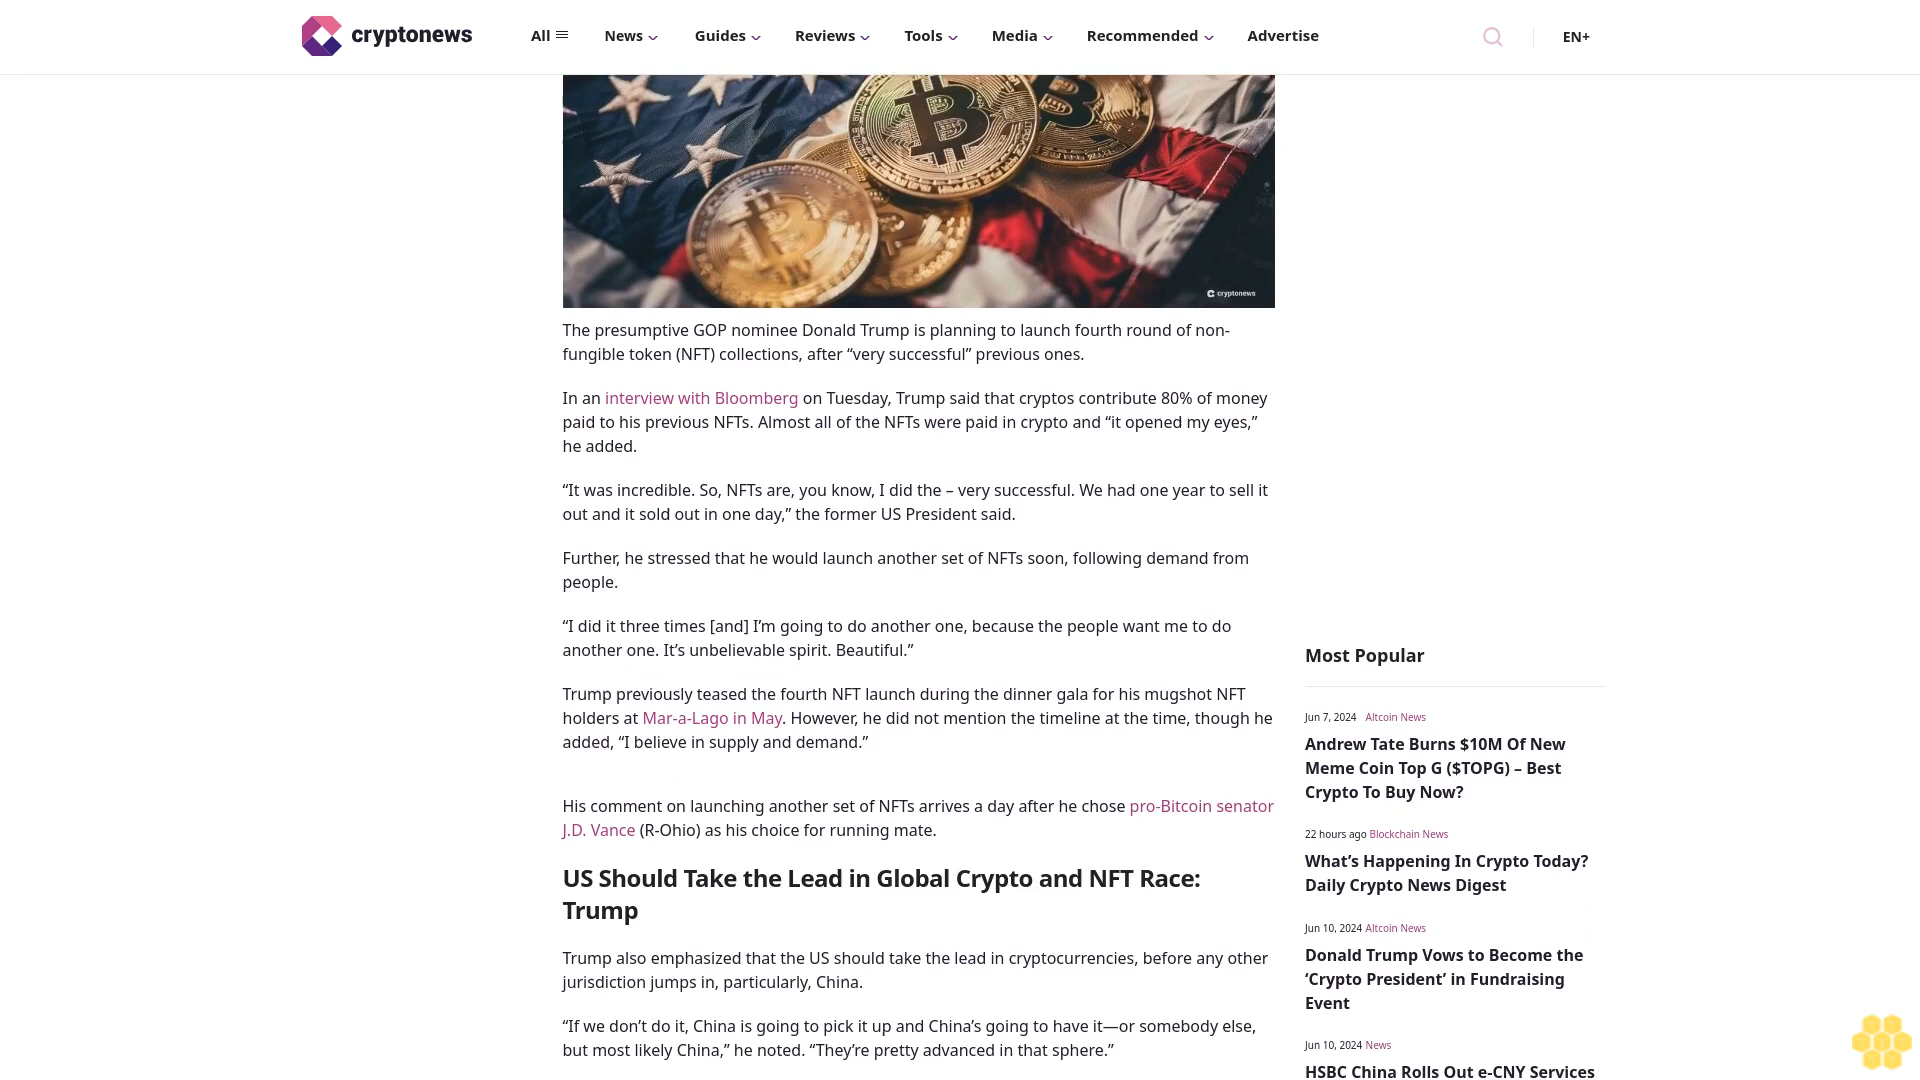 cryptonews
All
News
Guides
Reviews
Tools
Media
Recommended
Advertise
EN+
cryptonews
The presumptive GOP nominee Donald Trump is planning to launch fourth round of non-
fungible token (NFT) collections, after “very successful” previous ones.
In an interview with Bloomberg on Tuesday, Trump said that cryptos contribute 80% of money
paid to his previous NFTs. Almost all of the NFTs were paid in crypto and “it opened my eyes,”
he added.
“It was incredible. So, NFTs are, you know, I did the – very successful. We had one year to sell it
out and it sold out in one day,” the former US President said.
Further, he stressed that he would launch another set of NFTs soon, following demand from
people.
“I did it three times [and] I’m going to do another one, because the people want me to do
another one. It’s unbelievable spirit. Beautiful.”
Trump previously teased the fourth NFT launch during the dinner gala for his mugshot NFT
holders at Mar-a-Lago in May. However, he did not mention the timeline at the time, though he
added, “I believe in supply and demand.”
His comment on launching another set of NFTs arrives a day after he chose pro-Bitcoin senator
J.D. Vance (R-Ohio) as his choice for running mate.
US Should Take the Lead in Global Crypto and NFT Race:
Trump
Trump also emphasized that the US should take the lead in cryptocurrencies, before any other
jurisdiction jumps in, particularly, China.
“If we don’t do it, China is going to pick it up and China’s going to have it—or somebody else,
but most likely China,” he noted. “They’re pretty advanced in that sphere.”
Most Popular
Jun 7, 2024 Altcoin News
Andrew Tate Burns $10M Of New
Meme Coin Top G ($TOPG) – Best
Crypto To Buy Now?
22 hours ago Blockchain News
What’s Happening In Crypto Today?
Daily Crypto News Digest
Jun 10, 2024 Altcoin News
Donald Trump Vows to Become the
‘Crypto President’ in Fundraising
Event
Jun 10, 2024 News
HSBC China Rolls Out e-CNY Services